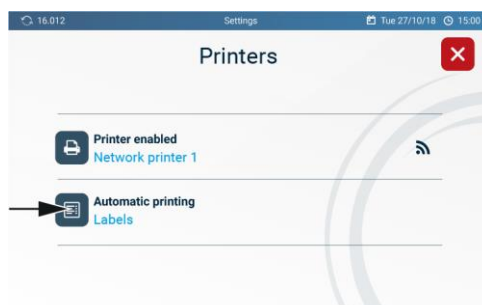 16.012 Settings Tue 27/10/18 15:00
Printers
Printer enabled
Network printer 1
Automatic printing
Labels